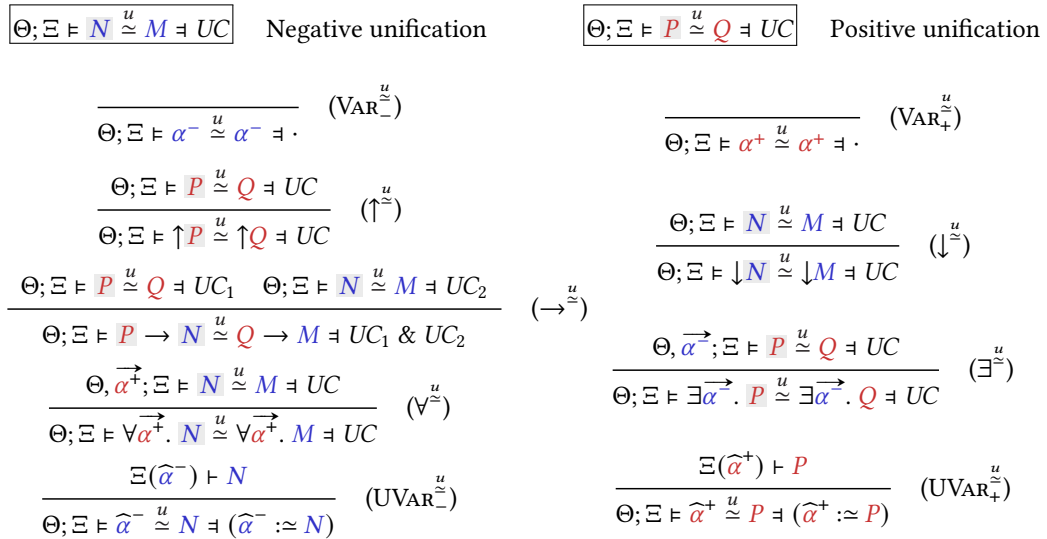 Θ; Ξ ⊨ N ≃ᵘ M ⫤ UC Negative unification
Θ; Ξ ⊨ α⁻ ≃ᵘ α⁻ ⫤ · (VAR₋≃ᵘ)
Θ; Ξ ⊨ P ≃ᵘ Q ⫤ UC
Θ; Ξ ⊨ ↑P ≃ᵘ ↑Q ⫤ UC (↑≃ᵘ)
Θ; Ξ ⊨ P ≃ᵘ Q ⫤ UC₁ Θ; Ξ ⊨ N ≃ᵘ M ⫤ UC₂
Θ; Ξ ⊨ P → N ≃ᵘ Q → M ⫤ UC₁ & UC₂ (→≃ᵘ)
Θ, α⁺→; Ξ ⊨ N ≃ᵘ M ⫤ UC
Θ; Ξ ⊨ ∀α⁺→. N ≃ᵘ ∀α⁺→. M ⫤ UC (∀≃ᵘ)
Ξ(α̂⁻) ⊢ N
Θ; Ξ ⊨ α̂⁻ ≃ᵘ N ⫤ (α̂⁻ :≃ N) (UVAR₋≃ᵘ)
Θ; Ξ ⊨ P ≃ᵘ Q ⫤ UC Positive unification
Θ; Ξ ⊨ α⁺ ≃ᵘ α⁺ ⫤ · (VAR₊≃ᵘ)
Θ; Ξ ⊨ N ≃ᵘ M ⫤ UC
Θ; Ξ ⊨ ↓N ≃ᵘ ↓M ⫤ UC (↓≃ᵘ)
Θ, α⁻→; Ξ ⊨ P ≃ᵘ Q ⫤ UC
Θ; Ξ ⊨ ∃α⁻→. P ≃ᵘ ∃α⁻→. Q ⫤ UC (∃≃ᵘ)
Ξ(α̂⁺) ⊢ P
Θ; Ξ ⊨ α̂⁺ ≃ᵘ P ⫤ (α̂⁺ :≃ P) (UVAR₊≃ᵘ)